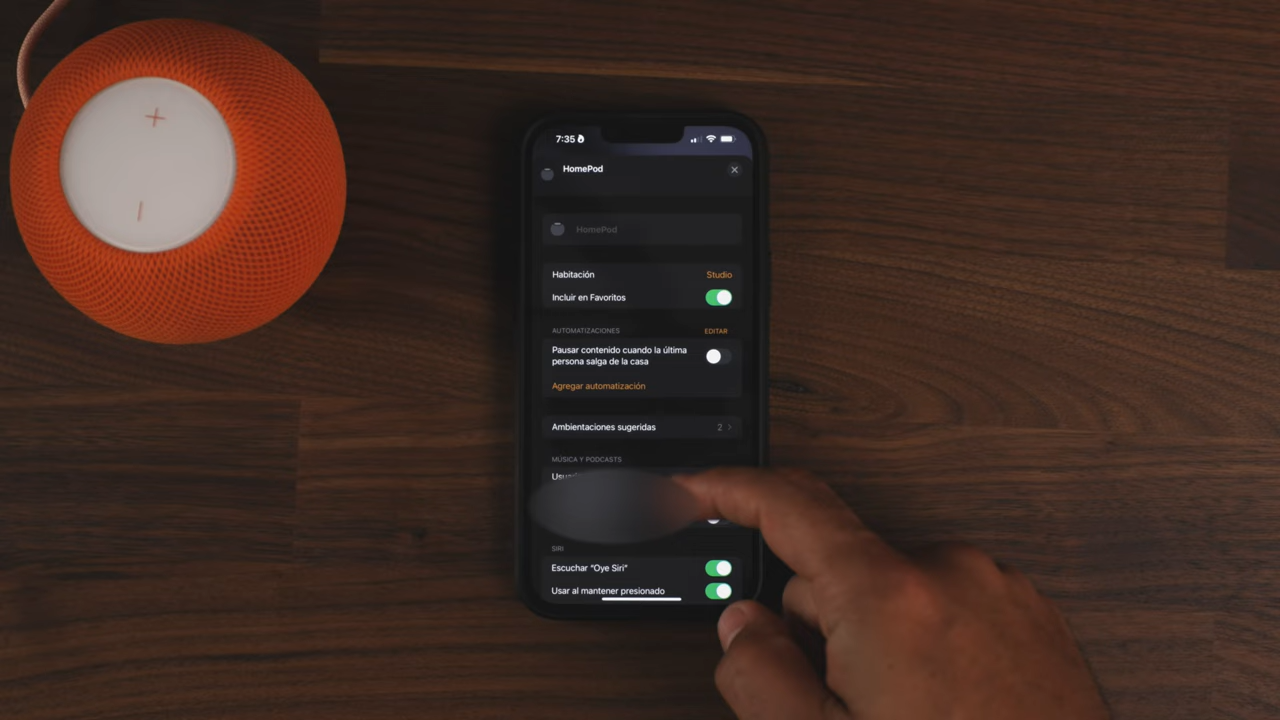 7:35
HomePod
HomePod
Habitación Studio
Incluir en Favoritos
AUTOMATIZACIONES EDITAR
Pausar contenido cuando la última
persona salga de la casa
Agregar automatización
Ambientaciones sugeridas 2
MÚSICA Y PODCASTS
SIRI
Escuchar "Oye Siri"
Usar al mantener presionado